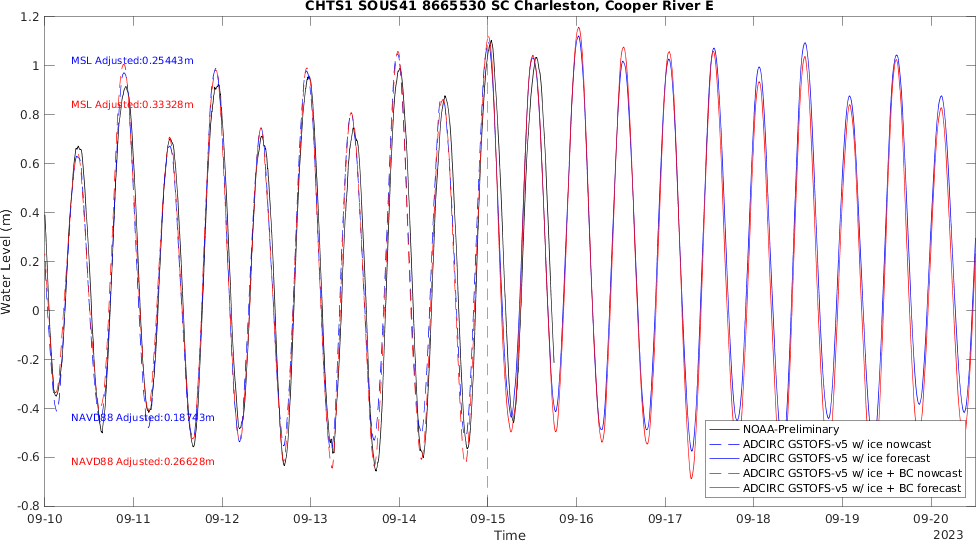 CHTS1 SOUS41 8665530 SC Charleston, Cooper River E
1.2
1
0.8
0.6
0.4
0.2
0
-0.2
-0.4
-0.6
-0.8
Water Level (m)
MSL Adjusted:0.25443m
MSL Adjusted:0.33328m
NAVD88 Adjusted:0.18743m
NAVD88 Adjusted:0.26628m
NOAA-Preliminary
ADCIRC GSTOFS-v5 w/ ice nowcast
ADCIRC GSTOFS-v5 w/ ice forecast
ADCIRC GSTOFS-v5 w/ ice + BC nowcast
ADCIRC GSTOFS-v5 w/ ice + BC forecast
09-10 09-11 09-12 09-13 09-14 09-15 09-16 09-17 09-18 09-19 09-20
Time
2023